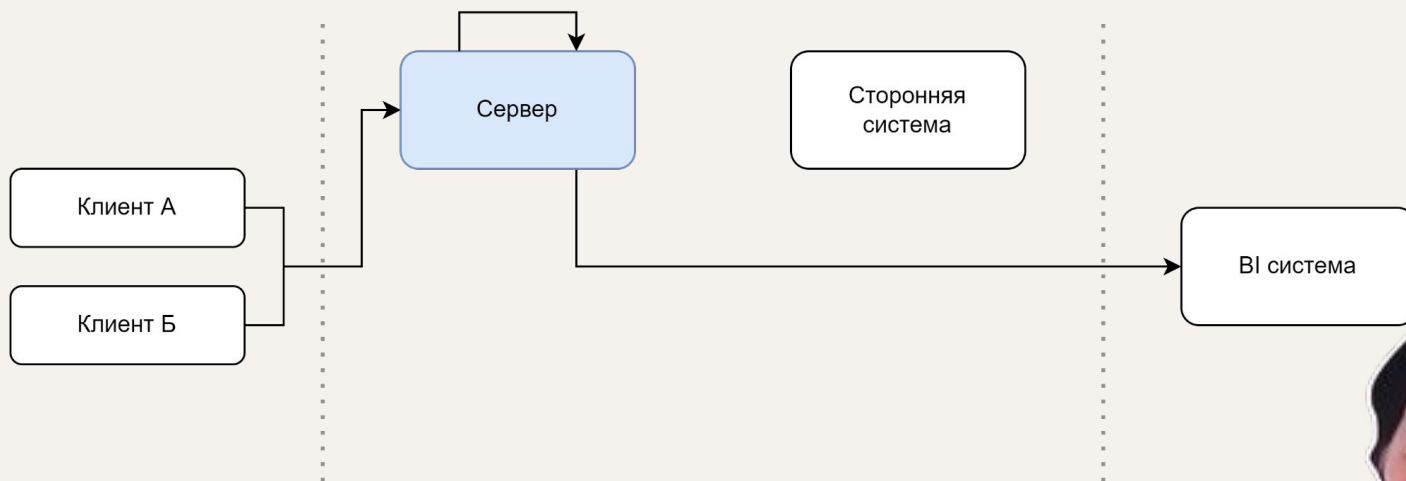 Сервер
Сторонняя
система
Клиент А
Клиент Б
BI система